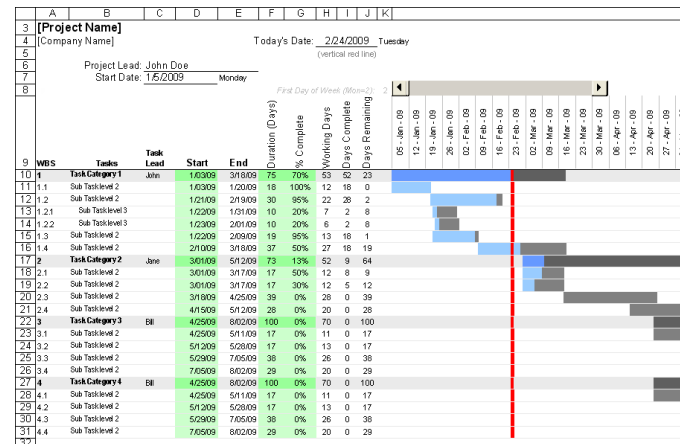 A B C D E F G H I J K
3 [Project Name]
4 [Company Name] Today's Date: 2/24/2009 Tuesday
5 (vertical red line)
6 Project Lead: John Doe
7 Start Date: 1/5/2009 Monday
8 First Day of Week (Mon=2): 2
9 WBS Tasks Task Lead Start End Duration (Days) % Complete Working Days Days Complete Days Remaining 05 - Jan - 09 12 - Jan - 09 19 - Jan - 09 26 - Jan - 09 02 - Feb - 09 09 - Feb - 09 16 - Feb - 09 23 - Feb - 09 02 - Mar - 09 09 - Mar - 09 16 - Mar - 09 23 - Mar - 09 30 - Mar - 09 06 - Apr - 09 13 - Apr - 09 20 - Apr - 09 27 - Apr - 09
10 1 Task Category 1 John 1/03/09 3/18/09 75 70% 53 52 23
11 1.1 Sub Task level 2 1/03/09 1/20/09 18 100% 12 18 0
12 1.2 Sub Task level 2 1/21/09 2/19/09 30 95% 22 28 2
13 1.2.1 Sub Task level 3 1/22/09 1/31/09 10 20% 7 2 8
14 1.2.2 Sub Task level 3 1/23/09 2/01/09 10 20% 6 2 8
15 1.3 Sub Task level 2 1/22/09 2/09/09 19 95% 13 18 1
16 1.4 Sub Task level 2 2/10/09 3/18/09 37 50% 27 18 19
17 2 Task Category 2 Jane 3/01/09 5/12/09 73 13% 52 9 64
18 2.1 Sub Task level 2 3/01/09 3/17/09 17 50% 12 8 9
19 2.2 Sub Task level 2 3/01/09 3/17/09 17 30% 12 5 12
20 2.3 Sub Task level 2 3/18/09 4/25/09 39 0% 28 0 39
21 2.4 Sub Task level 2 4/15/09 5/12/09 28 0% 20 0 28
22 3 Task Category 3 Bill 4/25/09 8/02/09 100 0% 70 0 100
23 3.1 Sub Task level 2 4/25/09 5/11/09 17 0% 11 0 17
24 3.2 Sub Task level 2 5/12/09 5/28/09 17 0% 13 0 17
25 3.3 Sub Task level 2 5/29/09 7/05/09 38 0% 26 0 38
26 3.4 Sub Task level 2 7/05/09 8/02/09 29 0% 20 0 29
27 4 Task Category 4 Bill 4/25/09 8/02/09 100 0% 70 0 100
28 4.1 Sub Task level 2 4/25/09 5/11/09 17 0% 11 0 17
29 4.2 Sub Task level 2 5/12/09 5/28/09 17 0% 13 0 17
30 4.3 Sub Task level 2 5/29/09 7/05/09 38 0% 26 0 38
31 4.4 Sub Task level 2 7/05/09 8/02/09 29 0% 20 0 29